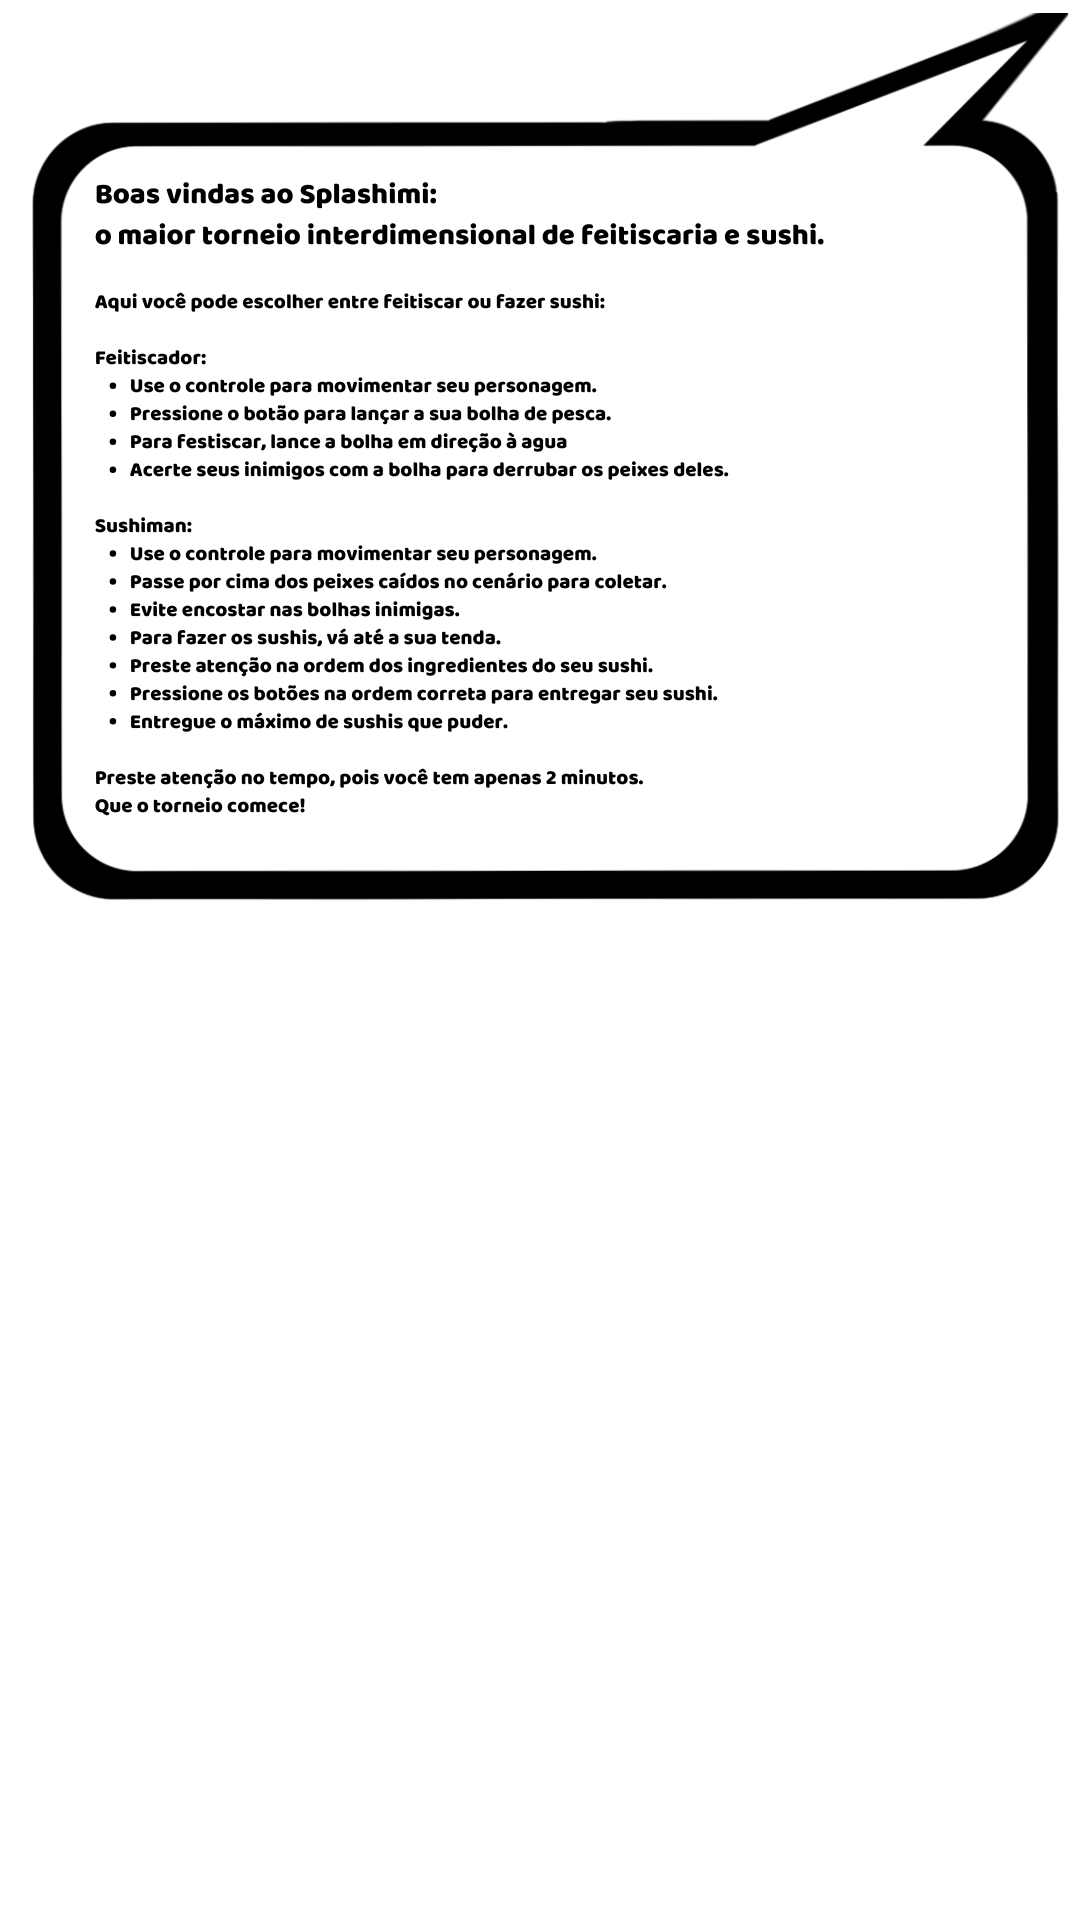 Boas vindas ao Splashimi:
o maior torneio interdimensional de feitiscaria e sushi.
Aqui você pode escolher entre feitiscar ou fazer sushi:
Feitiscador:
• Use o controle para movimentar seu personagem.
• Pressione o botão para lançar a sua bolha de pesca.
• Para festiscar, lance a bolha em direção à agua
• Acerte seus inimigos com a bolha para derrubar os peixes deles.
Sushiman:
• Use o controle para movimentar seu personagem.
• Passe por cima dos peixes caídos no cenário para coletar.
• Evite encostar nas bolhas inimigas.
• Para fazer os sushis, vá até a sua tenda.
• Preste atenção na ordem dos ingredientes do seu sushi.
• Pressione os botões na ordem correta para entregar seu sushi.
• Entregue o máximo de sushis que puder.
Preste atenção no tempo, pois você tem apenas 2 minutos.
Que o torneio comece!